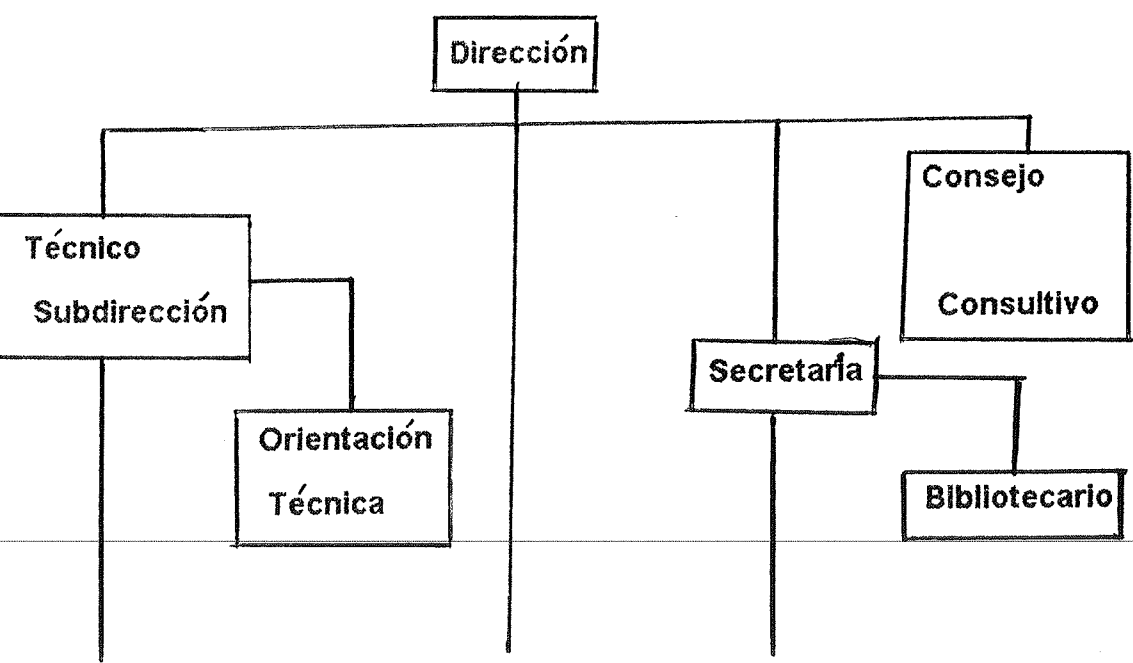 Dirección
Consejo
Consultivo
Técnico
Subdirección
Secretaría
Orientación
Técnica
Bibliotecario